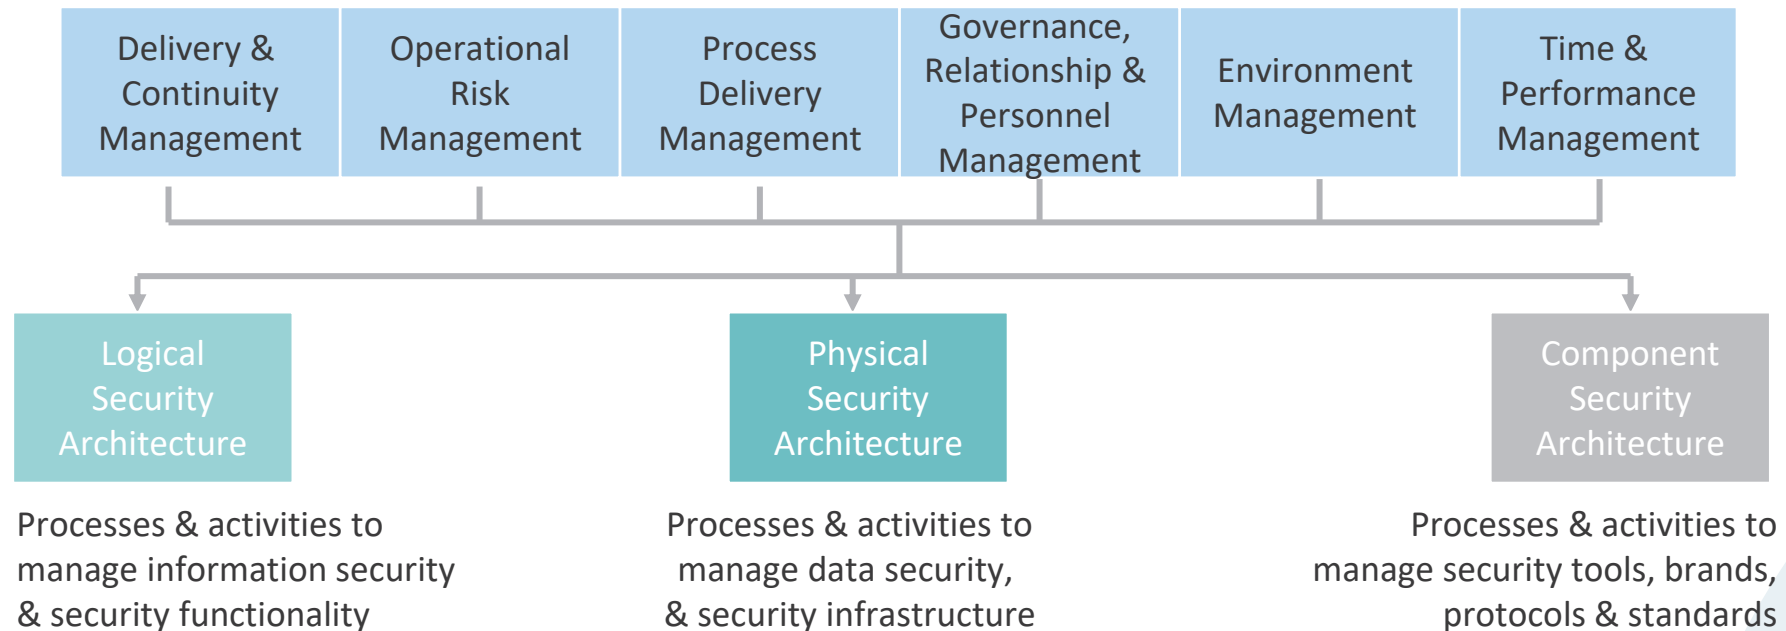 Delivery &
Continuity
Management
Operational
Risk
Management
Process
Delivery
Management
Governance,
Relationship &
Personnel
Management
Environment
Management
Time &
Performance
Management
Logical
Security
Architecture
Physical
Security
Architecture
Component
Security
Architecture
Processes & activities to
manage information security
& security functionality
Processes & activities to
manage data security,
& security infrastructure
Processes & activities to
manage security tools, brands,
protocols & standards